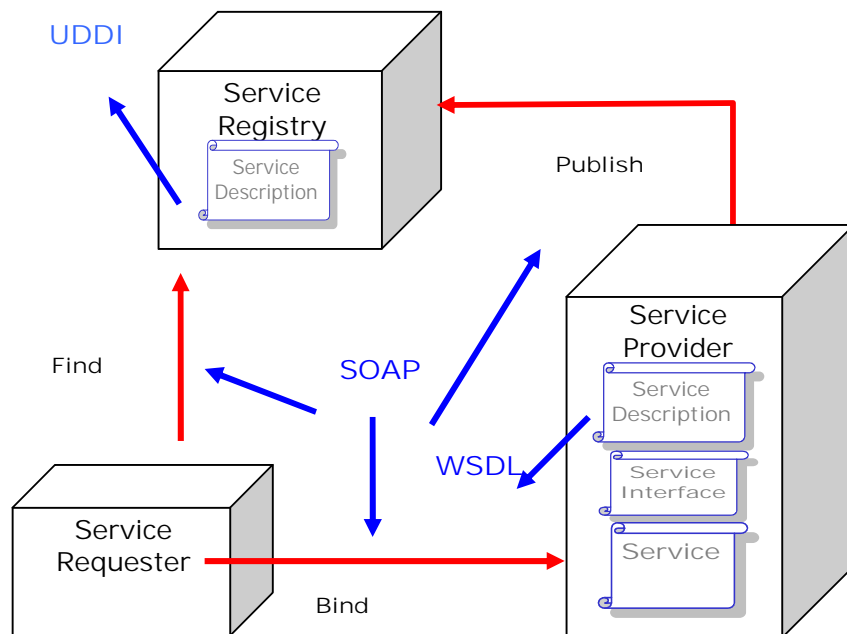 UDDI
Service
Registry
Service
Description
Publish
Service
Provider
Find
SOAP
Service
Description
WSDL
Service
Interface
Service
Requester
Service
Bind